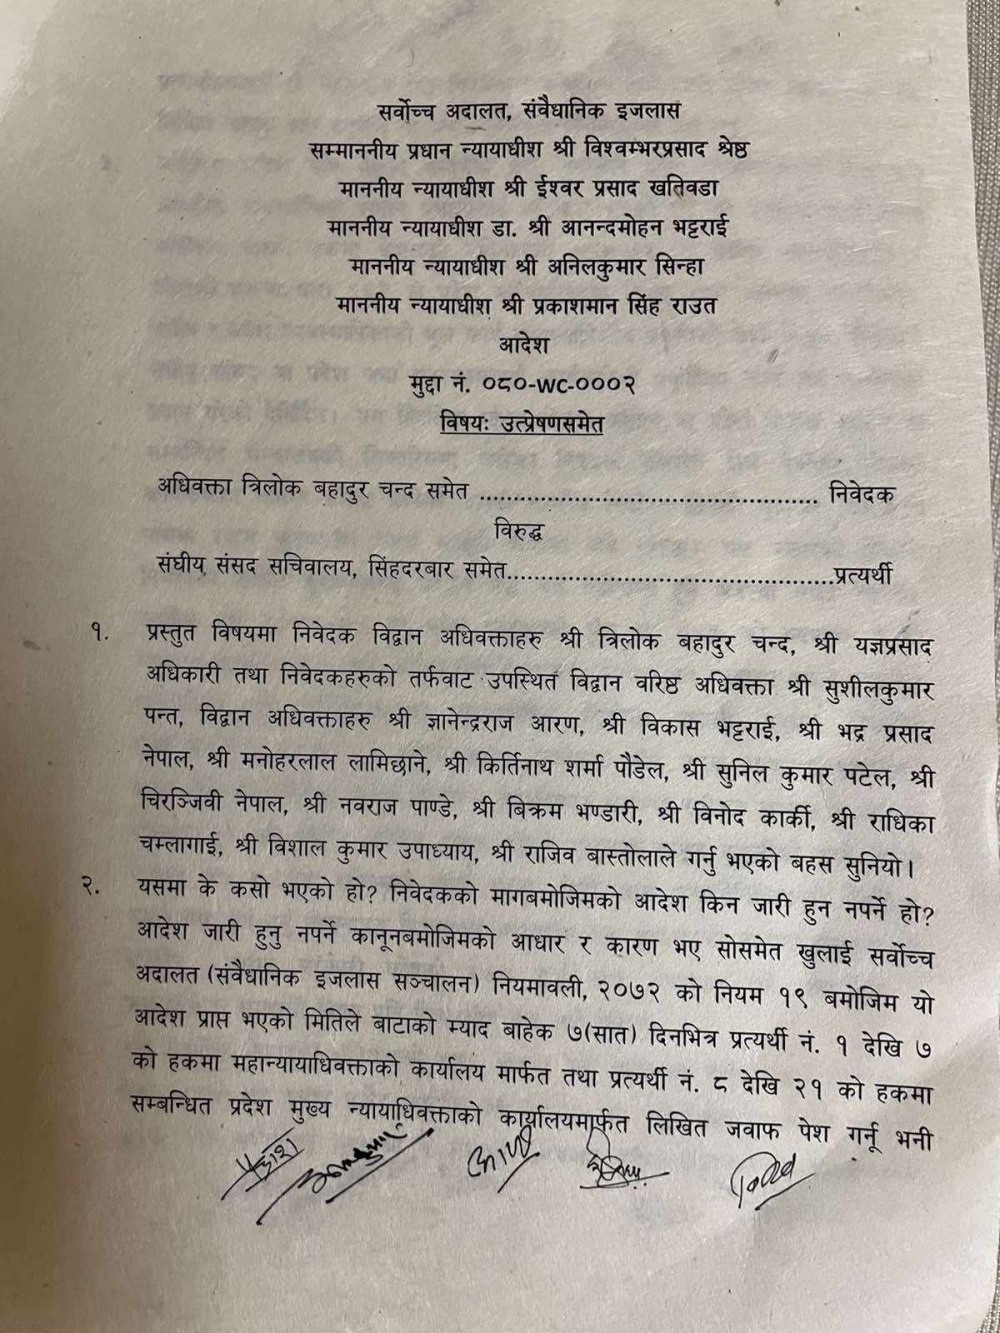 सर्वोच्च अदालत, संवैधानिक इजलास
सम्माननीय प्रधान न्यायाधीश श्री विश्वम्भरप्रसाद श्रेष्ठ
माननीय न्यायाधीश श्री ईश्वर प्रसाद खतिवडा
माननीय न्यायाधीश डा. श्री आनन्दमोहन भट्टराई
माननीय न्यायाधीश श्री अनिलकुमार सिन्हा
माननीय न्यायाधीश श्री प्रकाशमान सिंह राउत
आदेश
मुद्दा नं. ०८०-WC-०००२
विषयः उत्प्रेषणसमेत
अधिवक्ता त्रिलोक बहादुर चन्द समेत ................................................ निवेदक
विरुद्ध
संघीय संसद सचिवालय, सिंहदरबार समेत..............................................प्रत्यर्थी
१. प्रस्तुत विषयमा निवेदक विद्वान अधिवक्ताहरु श्री त्रिलोक बहादुर चन्द, श्री यज्ञप्रसाद
अधिकारी तथा निवेदकहरुको तर्फवाट उपस्थित विद्वान वरिष्ठ अधिवक्ता श्री सुशीलकुमार
पन्त, विद्वान अधिवक्ताहरु श्री ज्ञानेन्द्रराज आरण, श्री विकास भट्टराई, श्री भद्र प्रसाद
नेपाल, श्री मनोहरलाल लामिछाने, श्री किर्तिनाथ शर्मा पौडेल, श्री सुनिल कुमार पटेल, श्री
चिरञ्जिवी नेपाल, श्री नवराज पाण्डे, श्री बिक्रम भण्डारी, श्री विनोद कार्की, श्री राधिका
चम्लागाई, श्री विशाल कुमार उपाध्याय, श्री राजिव बास्तोलाले गर्नु भएको बहस सुनियो।
२. यसमा के कसो भएको हो? निवेदकको मागबमोजिमको आदेश किन जारी हुन नपर्ने हो?
आदेश जारी हुनु नपर्ने कानूनबमोजिमको आधार र कारण भए सोसमेत खुलाई सर्वोच्च
अदालत (संवैधानिक इजलास सञ्चालन) नियमावली, २०७२ को नियम १९ बमोजिम यो
आदेश प्राप्त भएको मितिले बाटाको म्याद बाहेक ७(सात) दिनभित्र प्रत्यर्थी नं. १ देखि ७
को हकमा महान्यायाधिवक्ताको कार्यालय मार्फत तथा प्रत्यर्थी नं. ८ देखि २१ को हकमा
सम्बन्धित प्रदेश मुख्य न्यायाधिवक्ताको कार्यालयमार्फत लिखित जवाफ पेश गर्नू भनी